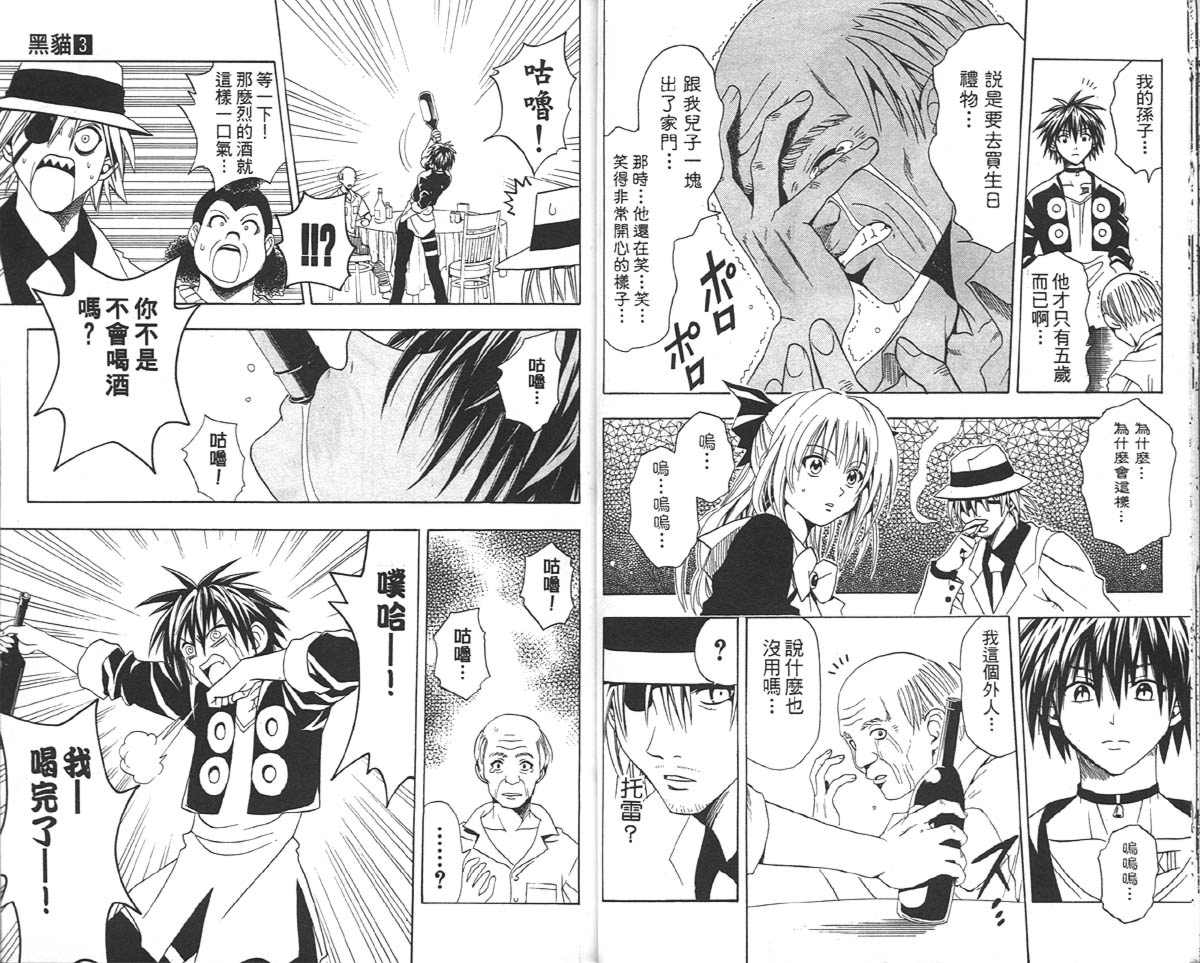 我的孫子…
他才只有五歲
而已啊…
説是要去買生日
禮物…
跟我兒子一塊
出了家門…
那時…他還在笑…笑…
笑得非常開心的樣子…
ポロ
ポロ
為什麼…
為什麼會這樣…
嗚…
嗚…嗚嗚…
嗚嗚嗚…
我這個外人…
說什麼也
沒用嗎…
ス
?
托雷?
黑貓3
咕嚕!
!!?
等一下!
那麼烈的酒就
這樣一口氣…
你不是
不會喝酒
嗎?
咕嚕…
咕嚕!
咕嚕!
咕嚕…
……?
噗哈——!
我——
喝完了——!